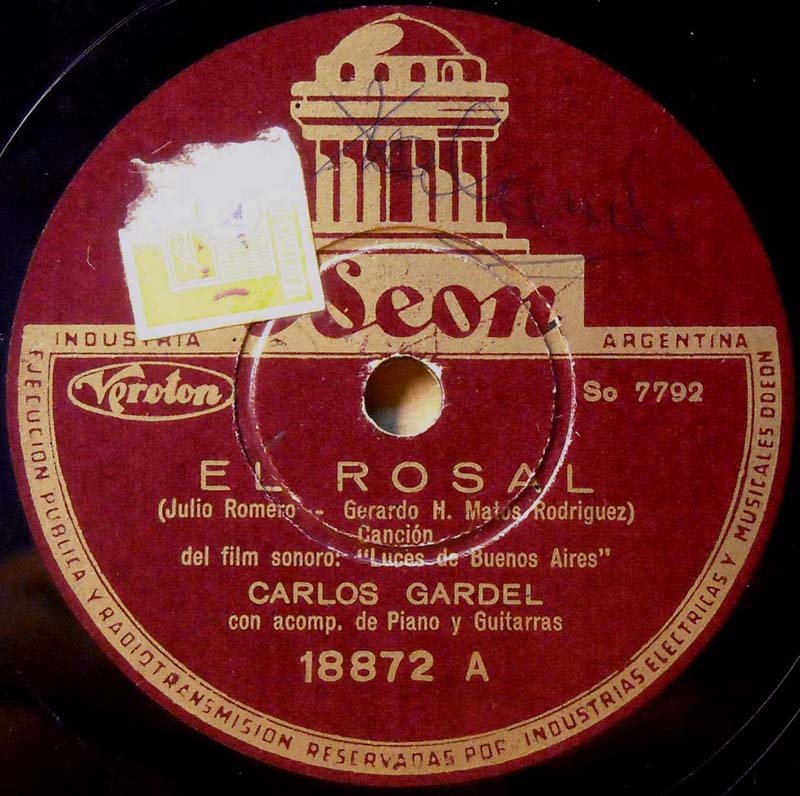 Odeon
INDUSTRIA ARGENTINA
Veroton
So 7792
EL ROSAL
(Julio Romero -- Gerardo H. Matos Rodriguez)
Canción
del film sonoro: "Luces de Buenos Aires"
CARLOS GARDEL
con acomp. de Piano y Guitarras
18872 A
EJECUCION PUBLICA Y RADIOTRANSMISION RESERVADAS POR INDUSTRIAS ELECTRICAS Y MUSICALES ODEON